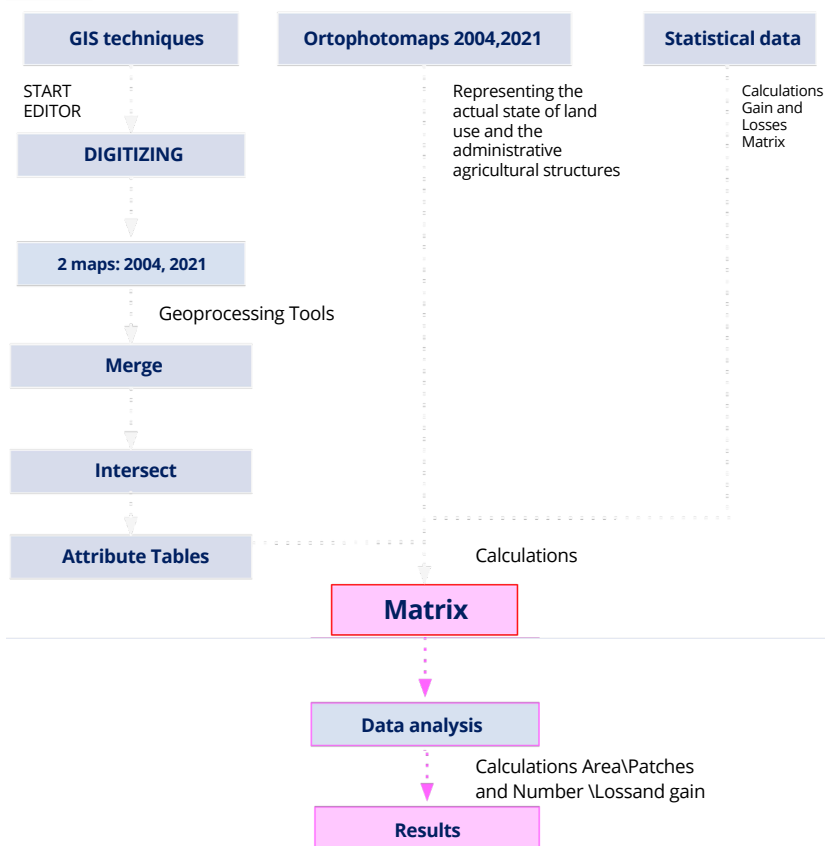 GIS techniques
Ortophotomaps 2004,2021
Statistical data
START
EDITOR
Representing the
actual state of land
use and the
administrative
agricultural structures
Calculations
Gain and
Losses
Matrix
DIGITIZING
2 maps: 2004, 2021
Geoprocessing Tools
Merge
Intersect
Attribute Tables
Calculations
Matrix
Data analysis
Calculations Area\Patches
and Number \Lossand gain
Results